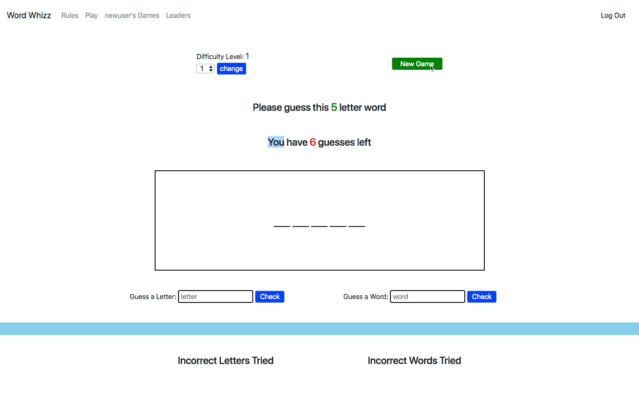 Word Whizz Rules Play newuser's Games Leaders Log Out
Difficulty Level: 1
1 change
New Game
Please guess this 5 letter word
You have 6 guesses left
Guess a Letter: letter Check Guess a Word: word Check
Incorrect Letters Tried Incorrect Words Tried